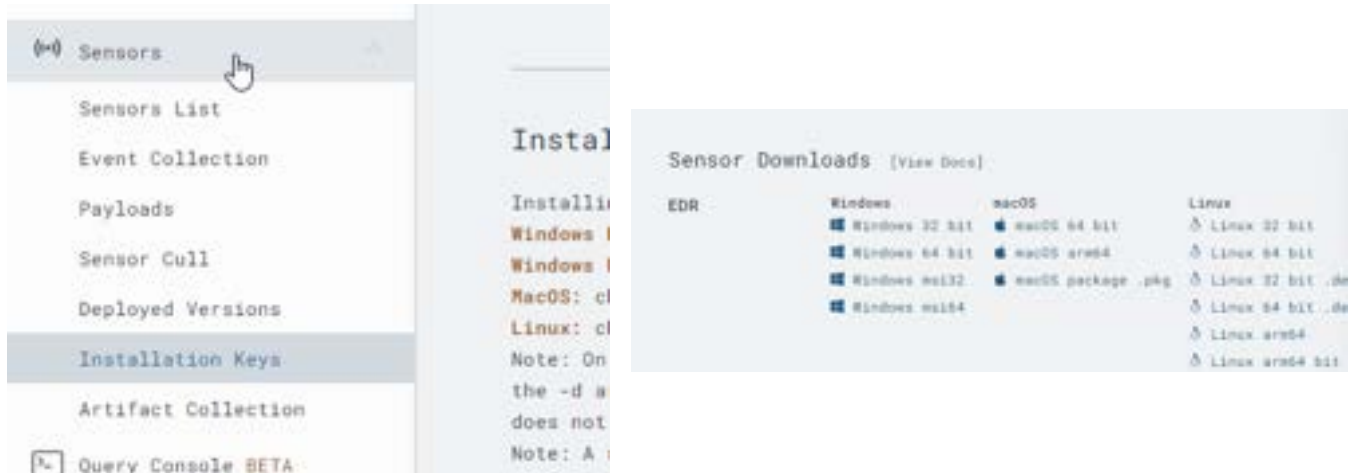 Sensors
Sensors List
Event Collection
Payloads
Sensor Cull
Deployed Versions
Installation Keys
Artifact Collection
Query Console BETA
Instal
Installi
Windows
Windows
MacOS: cl
Linux: cl
Note: On
the -d a
does not
Note: A
Sensor Downloads [View Docs]
EDR
Windows
Windows 32 bit
Windows 64 bit
Windows msi32
Windows msi64
macOS
macOS 64 bit
macOS arm64
macOS package .pkg
Linux
Linux 32 bit
Linux 64 bit
Linux 32 bit .de
Linux 64 bit .de
Linux arm64
Linux arm64 bit